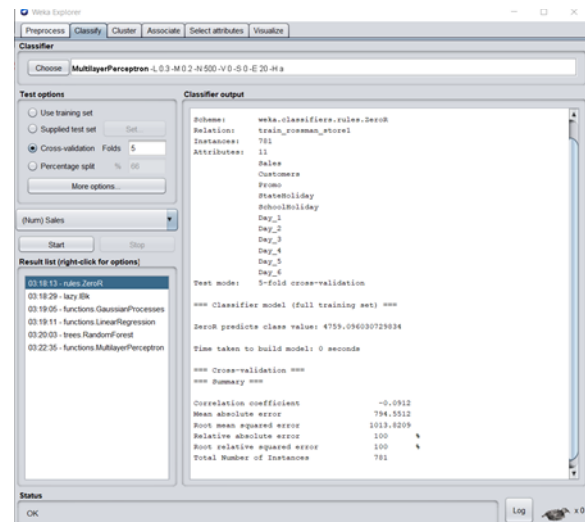 Weka Explorer
Preprocess Classify Cluster Associate Select attributes Visualize
Classifier
Choose MultilayerPerceptron -L 0.3 -M 0.2 -N 500 -V 0 -S 0 -E 20 -H a
Test options
Use training set
Supplied test set Set...
Cross-validation Folds 5
Percentage split % 66
More options...
(Num) Sales
Start Stop
Result list (right-click for options)
03:18:13 - rules.ZeroR
03:18:29 - lazy.IBk
03:19:05 - functions.GaussianProcesses
03:19:11 - functions.LinearRegression
03:20:03 - trees.RandomForest
03:22:35 - functions.MultilayerPerceptron
Classifier output
Scheme: weka.classifiers.rules.ZeroR
Relation: train_rossman_store1
Instances: 781
Attributes: 11
Sales
Customers
Promo
StateHoliday
SchoolHoliday
Day_1
Day_2
Day_3
Day_4
Day_5
Day_6
Test mode: 5-fold cross-validation
=== Classifier model (full training set) ===
ZeroR predicts class value: 4759.096030729834
Time taken to build model: 0 seconds
=== Cross-validation ===
=== Summary ===
Correlation coefficient -0.0912
Mean absolute error 794.5512
Root mean squared error 1013.8209
Relative absolute error 100 %
Root relative squared error 100 %
Total Number of Instances 781
Status
OK
Log
x 0